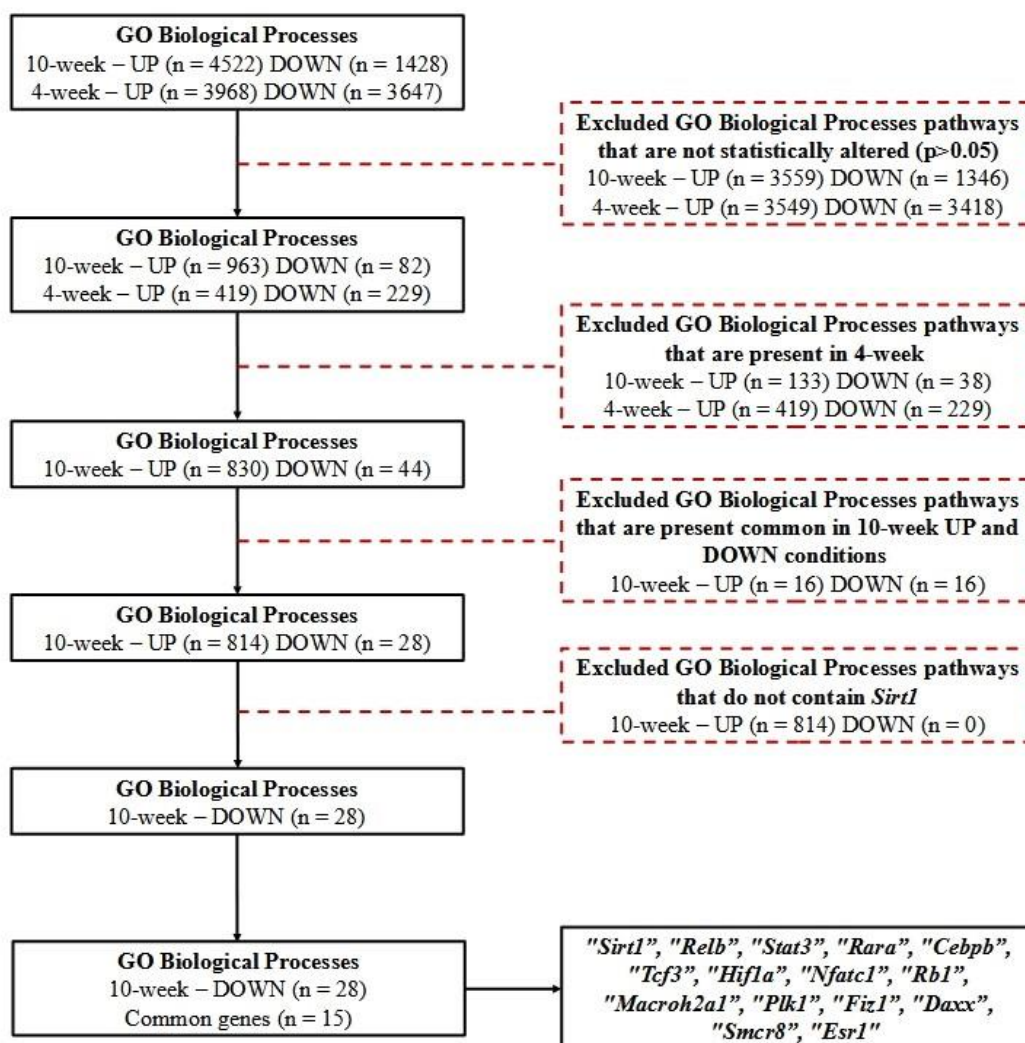 GO Biological Processes
10-week – UP (n = 4522) DOWN (n = 1428)
4-week – UP (n = 3968) DOWN (n = 3647)
Excluded GO Biological Processes pathways
that are not statistically altered (p>0.05)
10-week – UP (n = 3559) DOWN (n = 1346)
4-week – UP (n = 3549) DOWN (n = 3418)
GO Biological Processes
10-week – UP (n = 963) DOWN (n = 82)
4-week – UP (n = 419) DOWN (n = 229)
Excluded GO Biological Processes pathways
that are present in 4-week
10-week – UP (n = 133) DOWN (n = 38)
4-week – UP (n = 419) DOWN (n = 229)
GO Biological Processes
10-week – UP (n = 830) DOWN (n = 44)
Excluded GO Biological Processes pathways
that are present common in 10-week UP and
DOWN conditions
10-week – UP (n = 16) DOWN (n = 16)
GO Biological Processes
10-week – UP (n = 814) DOWN (n = 28)
Excluded GO Biological Processes pathways
that do not contain Sirt1
10-week – UP (n = 814) DOWN (n = 0)
GO Biological Processes
10-week – DOWN (n = 28)
GO Biological Processes
10-week – DOWN (n = 28)
Common genes (n = 15)
"Sirt1”, "Relb”, "Stat3”, "Rara”, "Cebpb”,
"Tcf3”, "Hif1a”, "Nfatc1”, "Rb1”,
"Macroh2a1”, "Plk1”, "Fiz1”, "Daxx”,
"Smcr8”, "Esr1"